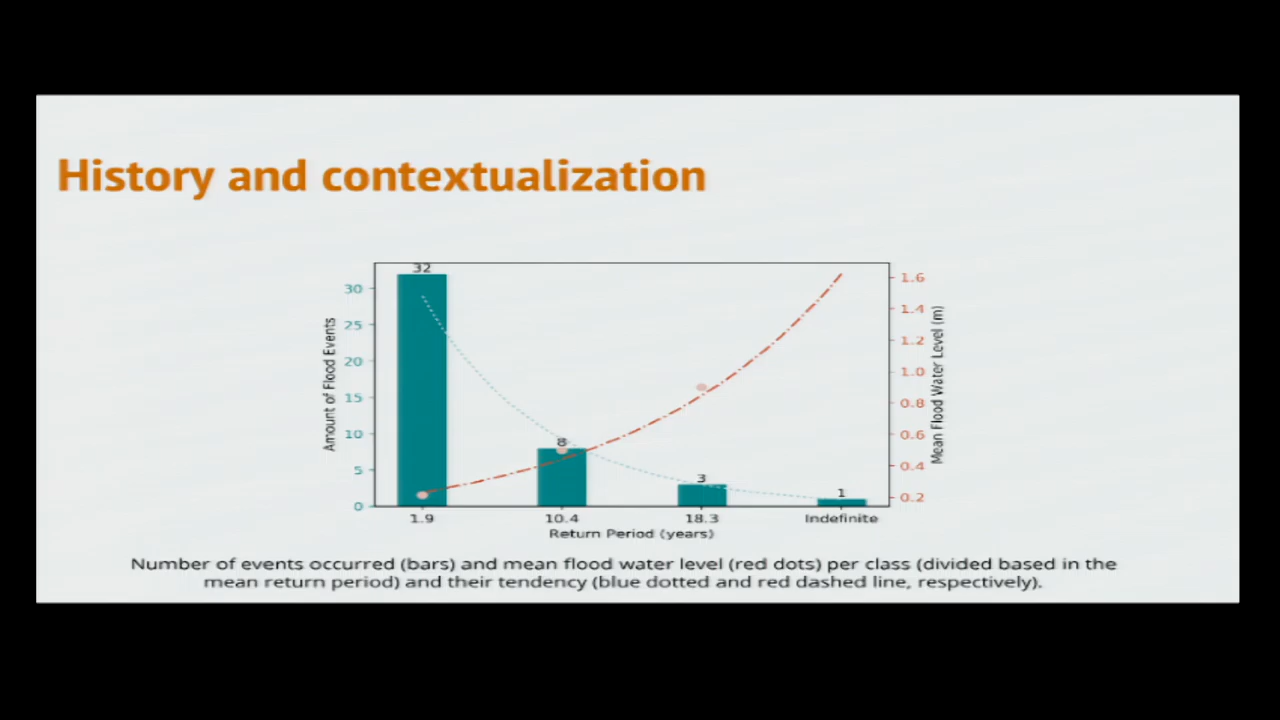 History and contextualization
32
8
3
1
30
25
20
15
10
5
0
Amount of Flood Events
1.6
1.4
1.2
1.0
0.8
0.6
0.4
0.2
Mean Flood Water Level (m)
1.9 10.4 18.3 Indefinite
Return Period (years)
Number of events occurred (bars) and mean flood water level (red dots) per class (divided based in the
mean return period) and their tendency (blue dotted and red dashed line, respectively).